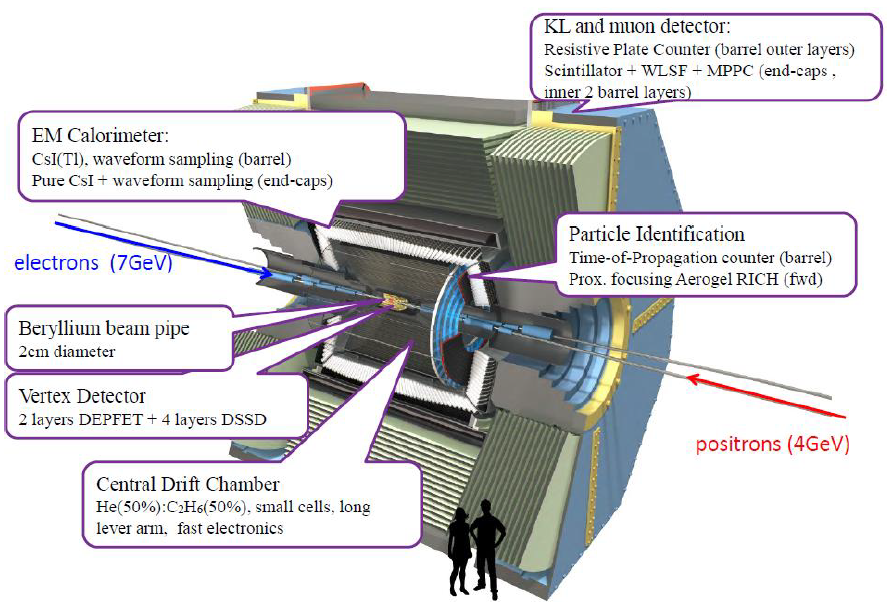 KL and muon detector:
Resistive Plate Counter (barrel outer layers)
Scintillator + WLSF + MPPC (end-caps ,
inner 2 barrel layers)
EM Calorimeter:
CsI(Tl), waveform sampling (barrel)
Pure CsI + waveform sampling (end-caps)
electrons (7GeV)
Particle Identification
Time-of-Propagation counter (barrel)
Prox. focusing Aerogel RICH (fwd)
Beryllium beam pipe
2cm diameter
Vertex Detector
2 layers DEPFET + 4 layers DSSD
positrons (4GeV)
Central Drift Chamber
He(50%):C₂H₆(50%), small cells, long
lever arm, fast electronics